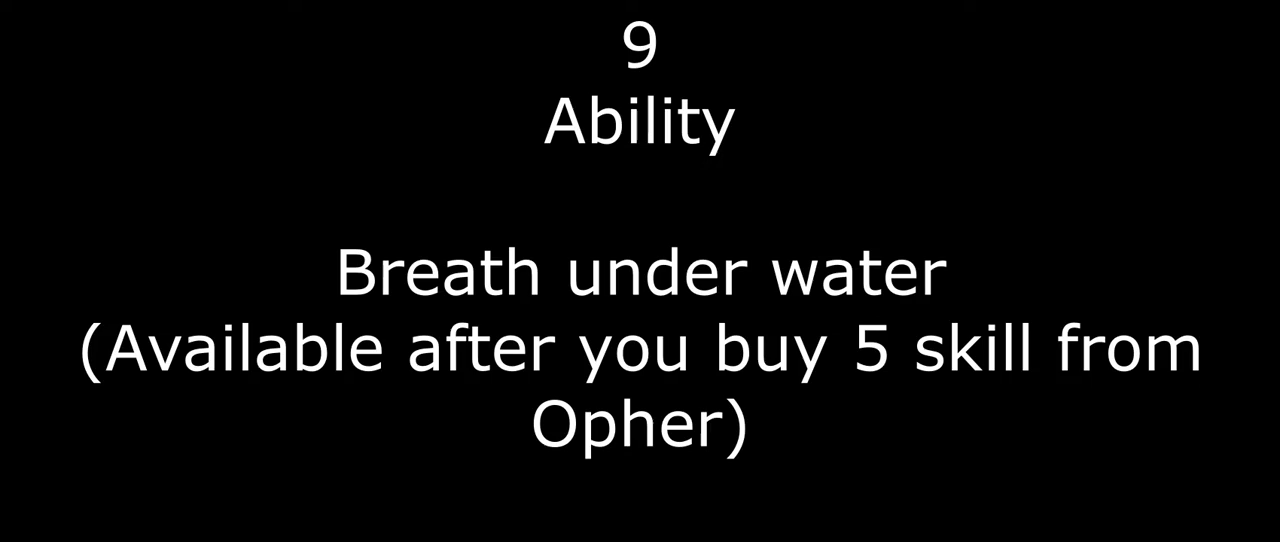 9
Ability
Breath under water
(Available after you buy 5 skill from
Opher)